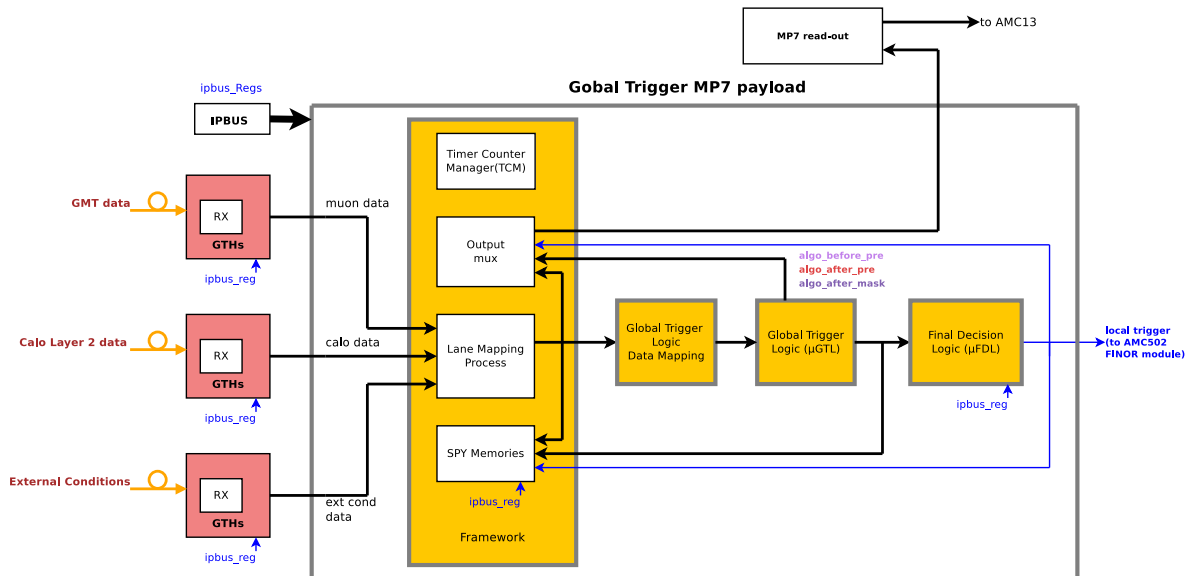 to AMC13
MP7 read-out
Gobal Trigger MP7 payload
ipbus_Regs
IPBUS
Timer Counter
Manager(TCM)
GMT data
RX
GTHs
ipbus_reg
muon data
Output
mux
algo_before_pre
algo_after_pre
algo_after_mask
Calo Layer 2 data
RX
GTHs
ipbus_reg
calo data
Lane Mapping
Process
Global Trigger
Logic
Data Mapping
Global Trigger
Logic (µGTL)
Final Decision
Logic (µFDL)
ipbus_reg
local trigger
(to AMC502
FINOR module)
External Conditions
RX
GTHs
ipbus_reg
ext cond
data
SPY Memories
ipbus_reg
Framework